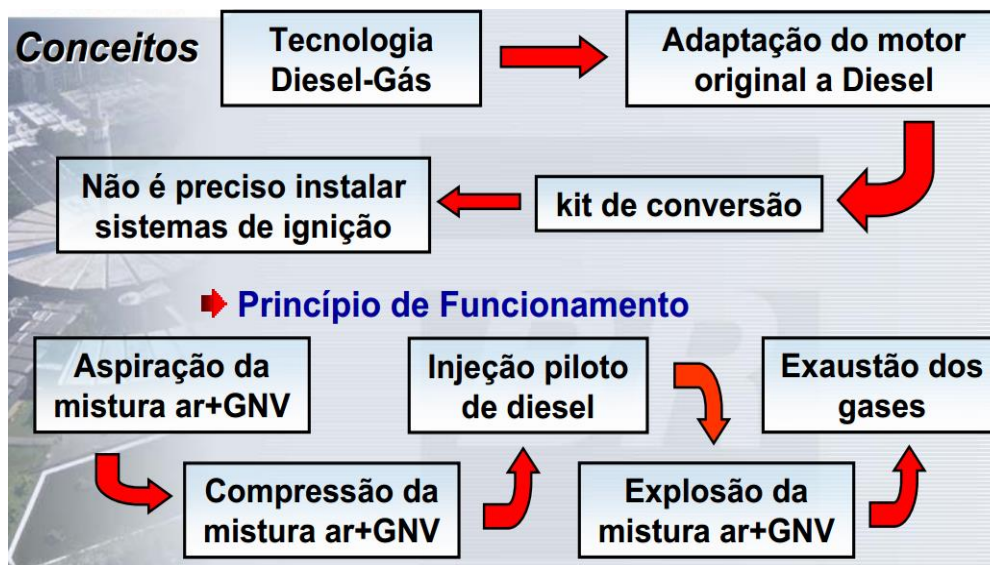 Conceitos
Tecnologia
Diesel-Gás
Adaptação do motor
original a Diesel
Não é preciso instalar
sistemas de ignição
kit de conversão
Princípio de Funcionamento
Aspiração da
mistura ar+GNV
Injeção piloto
de diesel
Exaustão dos
gases
Compressão da
mistura ar+GNV
Explosão da
mistura ar+GNV